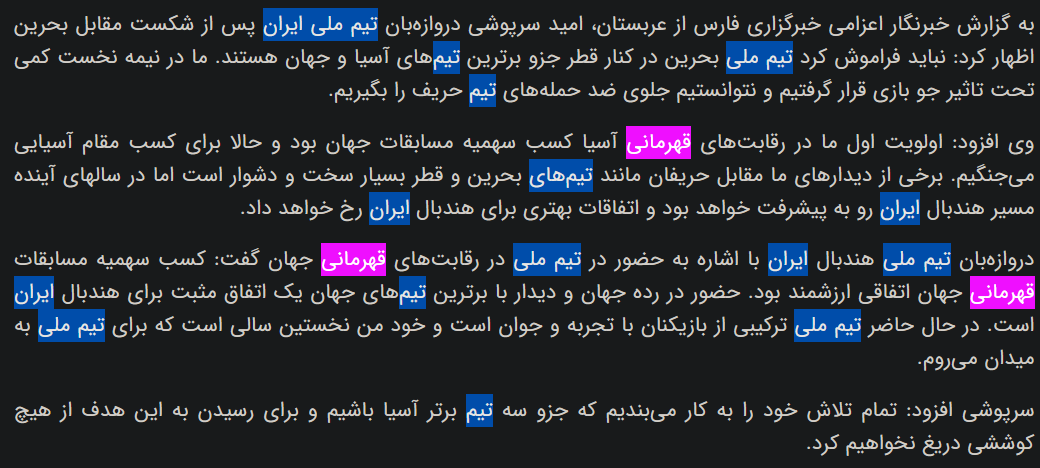 به گزارش خبرنگار اعزامی خبرگزاری فارس از عربستان، امید سرپوشی دروازه‌بان تیم ملی ایران پس از شکست مقابل بحرین
اظهار کرد: نباید فراموش کرد تیم ملی بحرین در کنار قطر جزو برترین تیم‌های آسیا و جهان هستند. ما در نیمه نخست کمی
تحت تاثیر جو بازی قرار گرفتیم و نتوانستیم جلوی ضد حمله‌های تیم حریف را بگیریم.
وی افزود: اولویت اول ما در رقابت‌های قهرمانی آسیا کسب سهمیه مسابقات جهان بود و حالا برای کسب مقام آسیایی
می‌جنگیم. برخی از دیدارهای ما مقابل حریفان مانند تیم‌های بحرین و قطر بسیار سخت و دشوار است اما در سالهای آینده
مسیر هندبال ایران رو به پیشرفت خواهد بود و اتفاقات بهتری برای هندبال ایران رخ خواهد داد.
دروازه‌بان تیم ملی هندبال ایران با اشاره به حضور در تیم ملی در رقابت‌های قهرمانی جهان گفت: کسب سهمیه مسابقات
قهرمانی جهان اتفاقی ارزشمند بود. حضور در رده جهان و دیدار با برترین تیم‌های جهان یک اتفاق مثبت برای هندبال ایران
است. در حال حاضر تیم ملی ترکیبی از بازیکنان با تجربه و جوان است و خود من نخستین سالی است که برای تیم ملی به
میدان می‌روم.
سرپوشی افزود: تمام تلاش خود را به کار می‌بندیم که جزو سه تیم برتر آسیا باشیم و برای رسیدن به این هدف از هیچ
کوششی دریغ نخواهیم کرد.